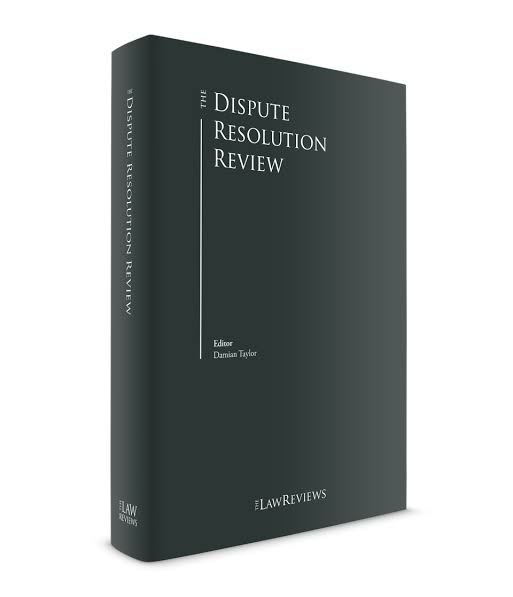 THE
DISPUTE
RESOLUTION
REVIEW
Editor
Damian Taylor
THE LAWREVIEWS
THE DISPUTE RESOLUTION REVIEW
THE LAW
REVIEWS